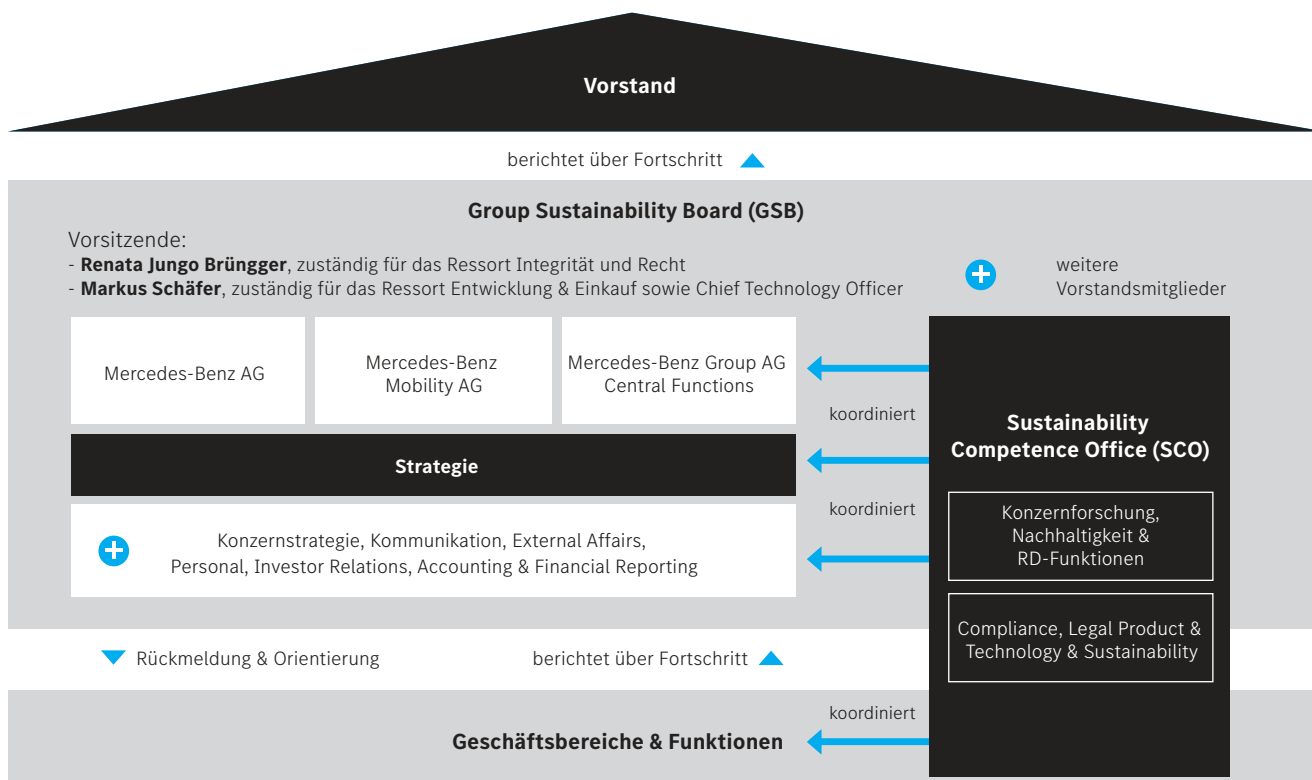 Vorstand
berichtet über Fortschritt
Group Sustainability Board (GSB)
Vorsitzende:
- Renata Jungo Brüngger, zuständig für das Ressort Integrität und Recht
- Markus Schäfer, zuständig für das Ressort Entwicklung & Einkauf sowie Chief Technology Officer
weitere
Vorstandsmitglieder
Mercedes-Benz AG
Mercedes-Benz
Mobility AG
Mercedes-Benz Group AG
Central Functions
koordiniert
Strategie
koordiniert
Konzernstrategie, Kommunikation, External Affairs,
Personal, Investor Relations, Accounting & Financial Reporting
Sustainability
Competence Office (SCO)
Konzernforschung,
Nachhaltigkeit &
RD-Funktionen
Compliance, Legal Product &
Technology & Sustainability
Rückmeldung & Orientierung
berichtet über Fortschritt
koordiniert
Geschäftsbereiche & Funktionen